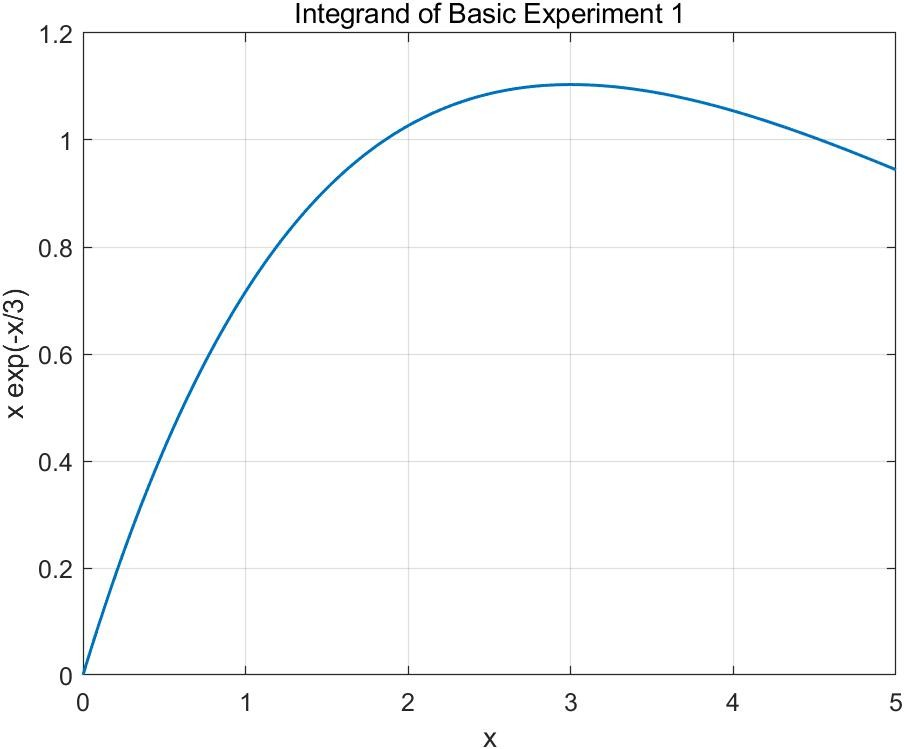 Integrand of Basic Experiment 1
1.2
1
0.8
0.6
0.4
0.2
0
x exp(-x/3)
0 1 2 3 4 5
x